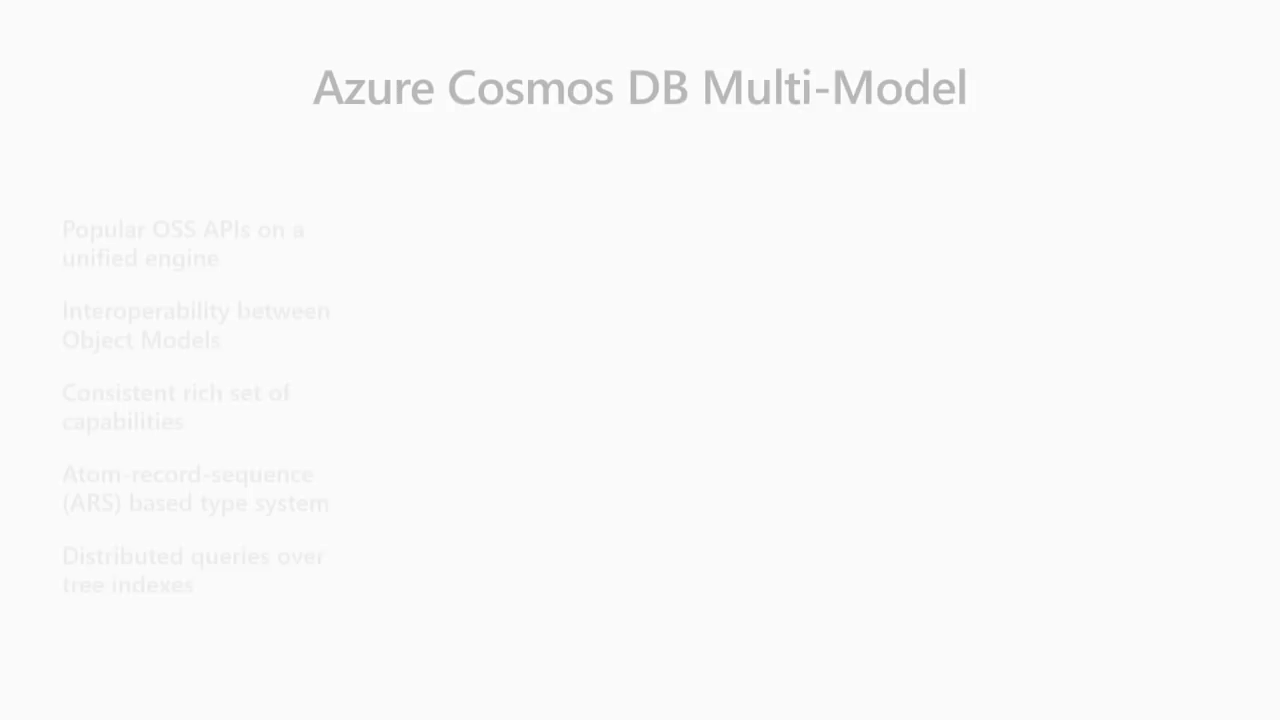 Azure Cosmos DB Multi-Model
Popular OSS APIs on a
unified engine
Interoperability between
Object Models
Consistent rich set of
capabilities
Atom-record-sequence
(ARS) based type system
Distributed queries over
tree indexes